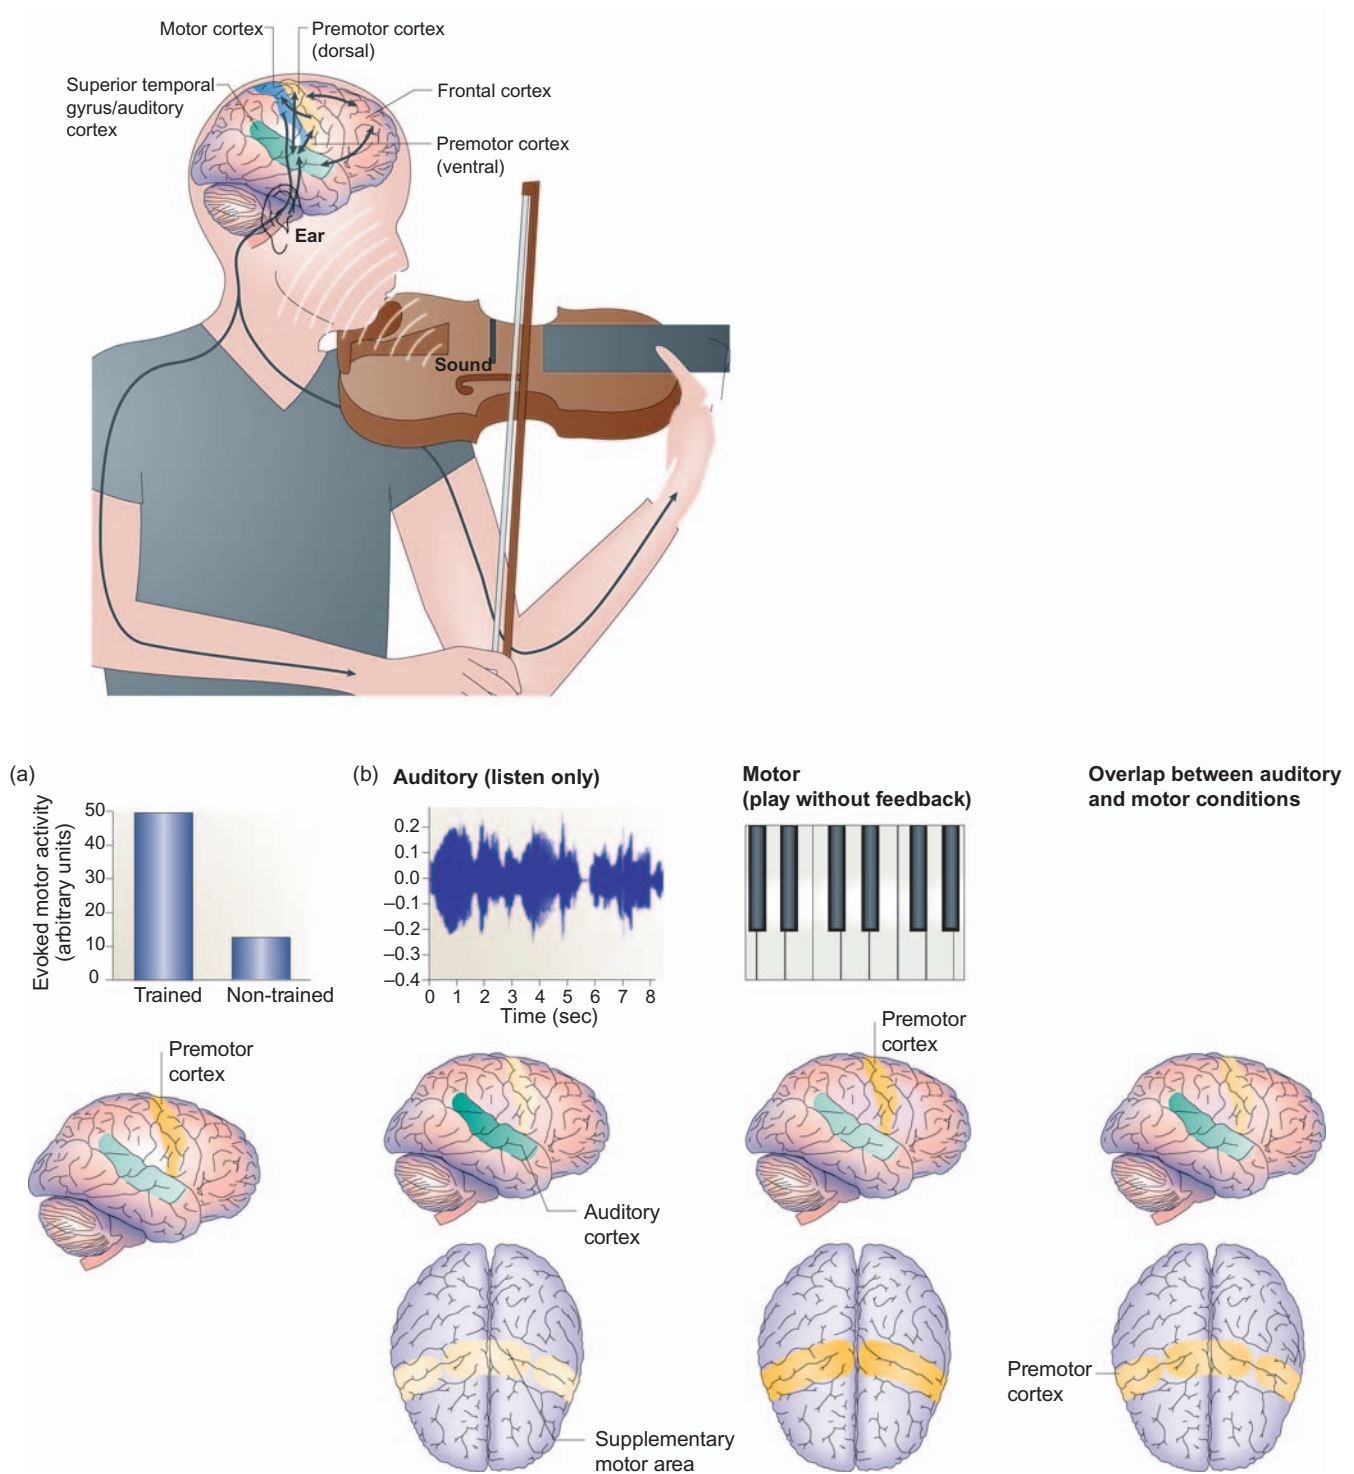 Motor cortex
Premotor cortex
(dorsal)
Superior temporal
gyrus/auditory
cortex
Frontal cortex
Premotor cortex
(ventral)
Ear
Sound
(a)
Evoked motor activity
(arbitrary units)
50
40
30
20
10
0
Trained
Non-trained
Premotor
cortex
(b)
Auditory (listen only)
0.2
0.1
0.0
–0.1
–0.2
–0.3
–0.4
0 1 2 3 4 5 6 7 8
Time (sec)
Auditory
cortex
Supplementary
motor area
Motor
(play without feedback)
Premotor
cortex
Overlap between auditory
and motor conditions
Premotor
cortex